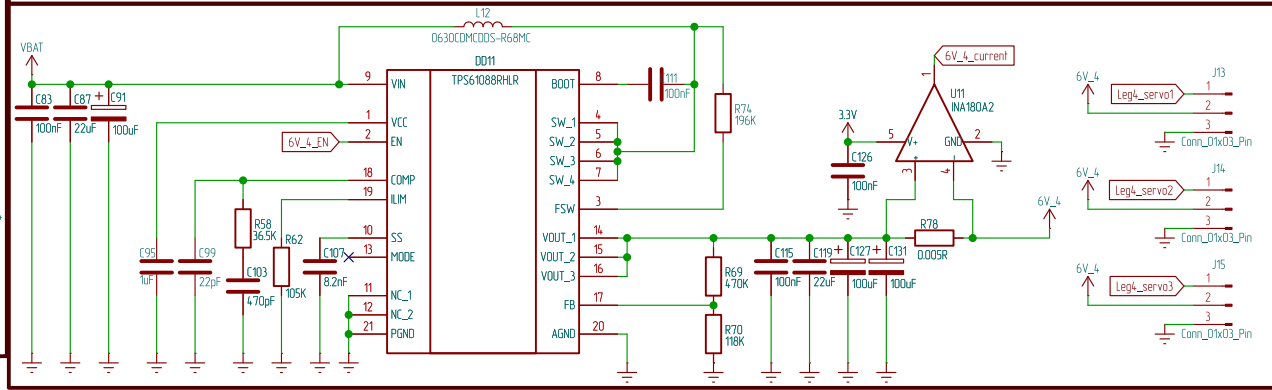 VBAT
C83
100nF
C87
22uF
+
C91
100uF
L12
0630CDMCDDS-R68MC
DD11
TPS61088RHLR
9
VIN
1
VCC
2
EN
6V_4_EN
18
COMP
19
ILIM
10
SS
13
MODE
11
NC_1
12
NC_2
21
PGND
BOOT
8
SW_1
4
SW_2
5
SW_3
6
SW_4
7
FSW
3
VOUT_1
14
VOUT_2
15
VOUT_3
16
FB
17
AGND
20
C95
1uF
C99
22pF
R58
36.5K
C103
470pF
R62
105K
C107
8.2nF
111
100nF
R74
196K
R69
470K
R70
118K
C115
100nF
C119
22uF
+
C127
100uF
+
C131
100uF
3.3V
C126
100nF
6V_4_current
U11
INA180A2
1
5
V+
GND
2
+
-
3
4
R78
0.005R
6V_4
6V_4
Leg4_servo1
J13
1
2
3
Conn_01x03_Pin
6V_4
Leg4_servo2
J14
1
2
3
Conn_01x03_Pin
6V_4
Leg4_servo3
J15
1
2
3
Conn_01x03_Pin